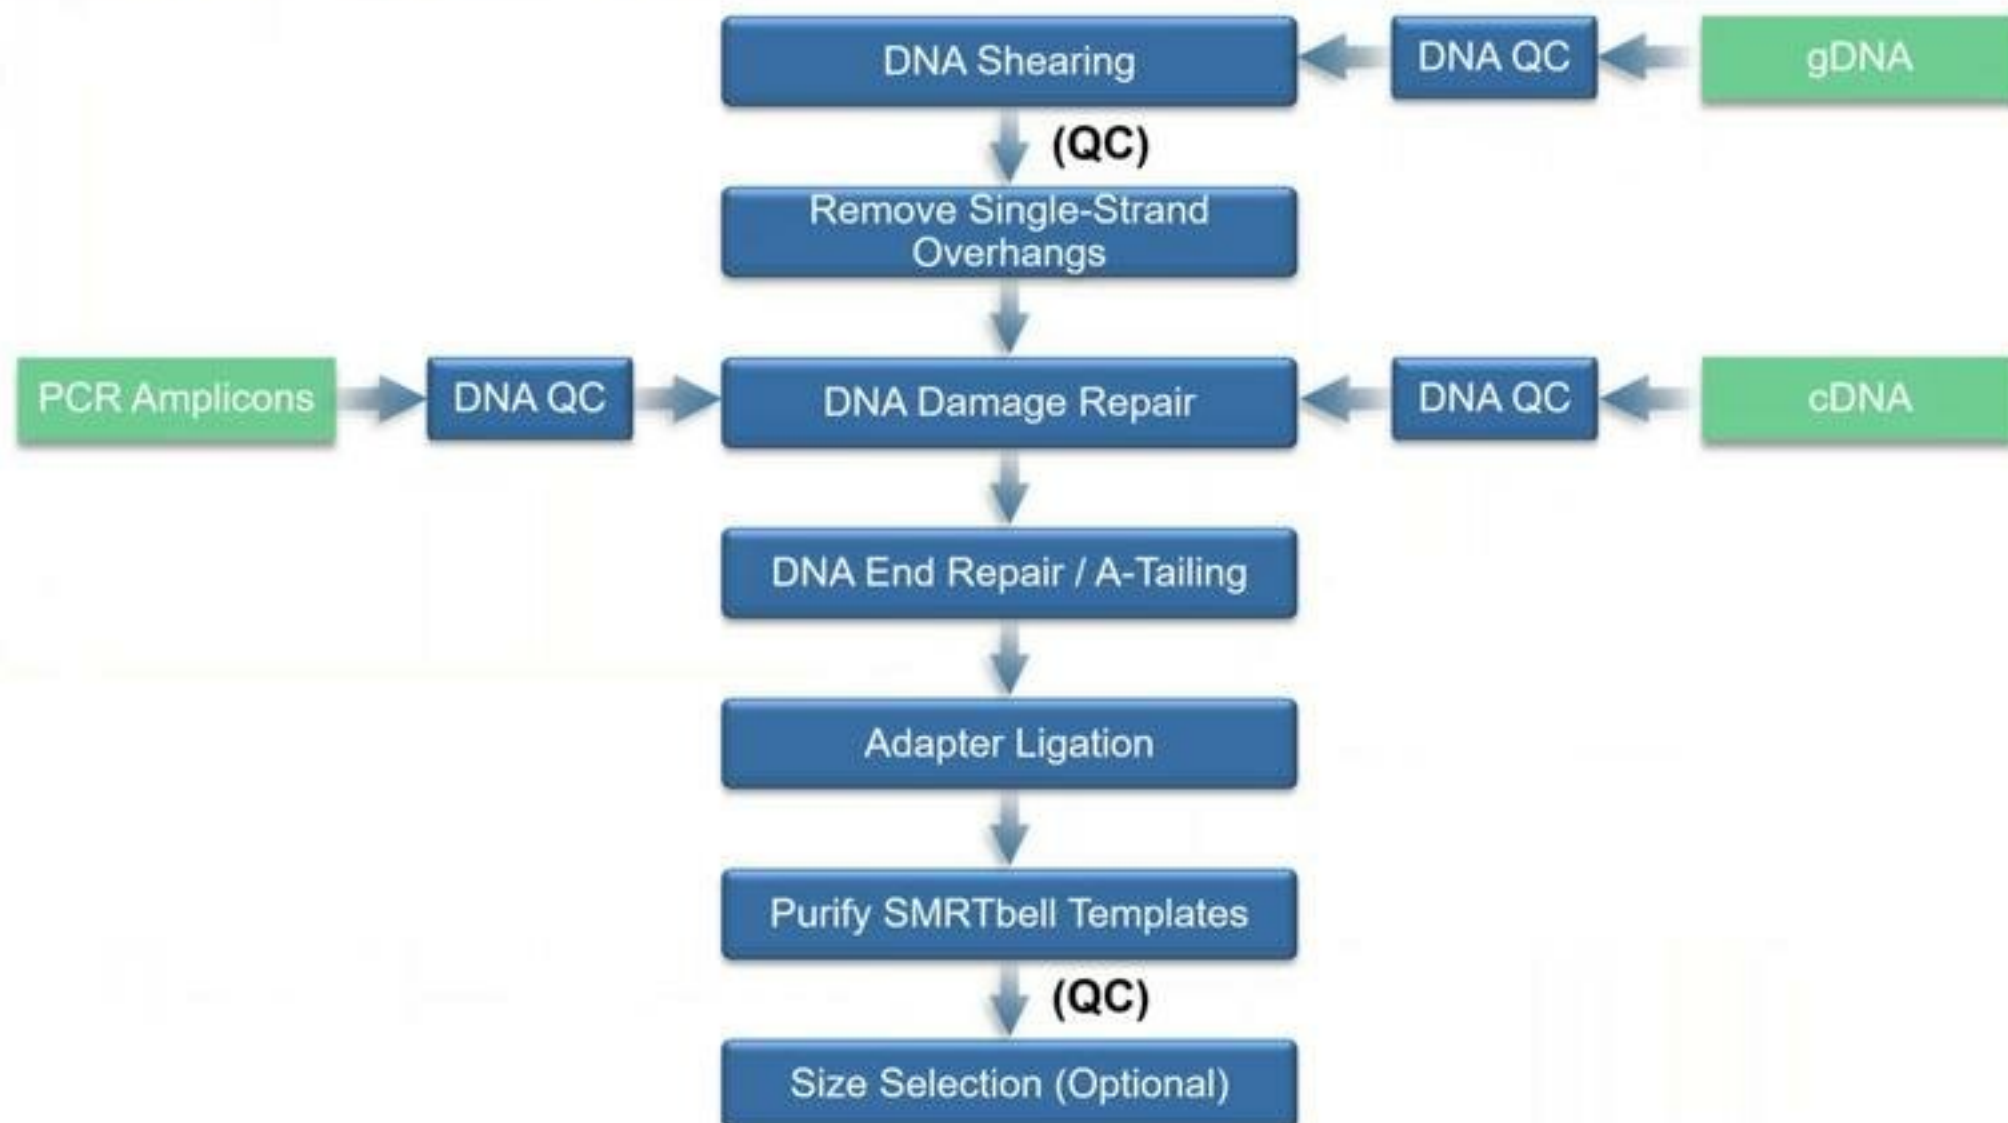 DNA Shearing
DNA QC
gDNA
(QC)
Remove Single-Strand
Overhangs
PCR Amplicons
DNA QC
DNA Damage Repair
DNA QC
cDNA
DNA End Repair / A-Tailing
Adapter Ligation
Purify SMRTbell Templates
(QC)
Size Selection (Optional)